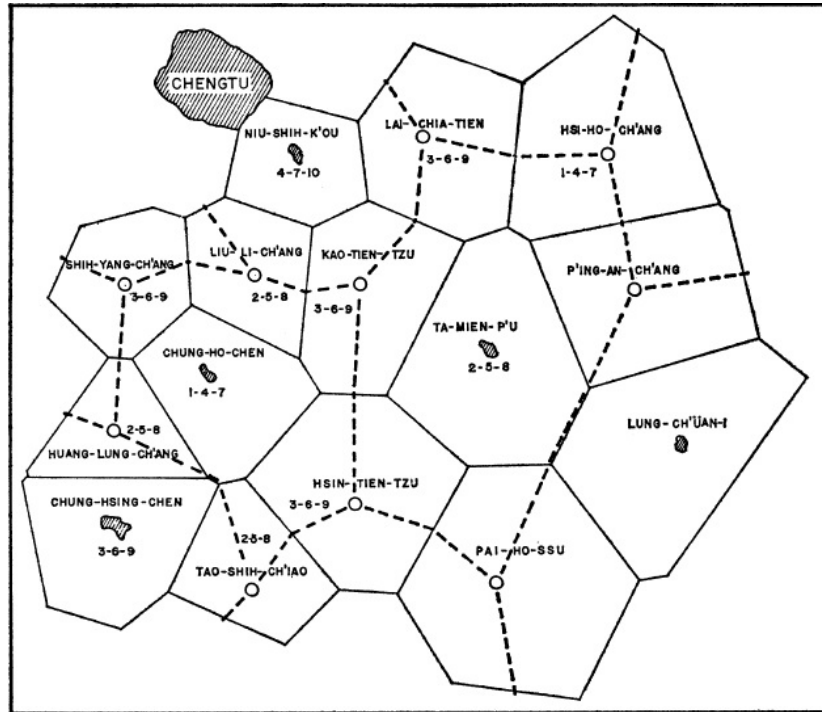 CHENGTU
NIU-SHIH-K'OU
4-7-10
LAI-CHIA-TIEN
3-6-9
HSI-HO-CH'ANG
1-4-7
SHIH-YANG-CH'ANG
3-6-9
LIU-LI-CH'ANG
2-5-8
KAO-TIEN-TZU
3-6-9
P'ING-AN-CH'ANG
TA-MIEN-P'U
2-5-8
CHUNG-HO-CHEN
1-4-7
2-5-8
HUANG-LUNG-CH'ANG
LUNG-CH'ÜAN-I
CHUNG-HSING-CHEN
3-6-9
HSIN-TIEN-TZU
3-6-9
2-5-8
TAO-SHIH-CH'IAO
PAI-HO-SSU